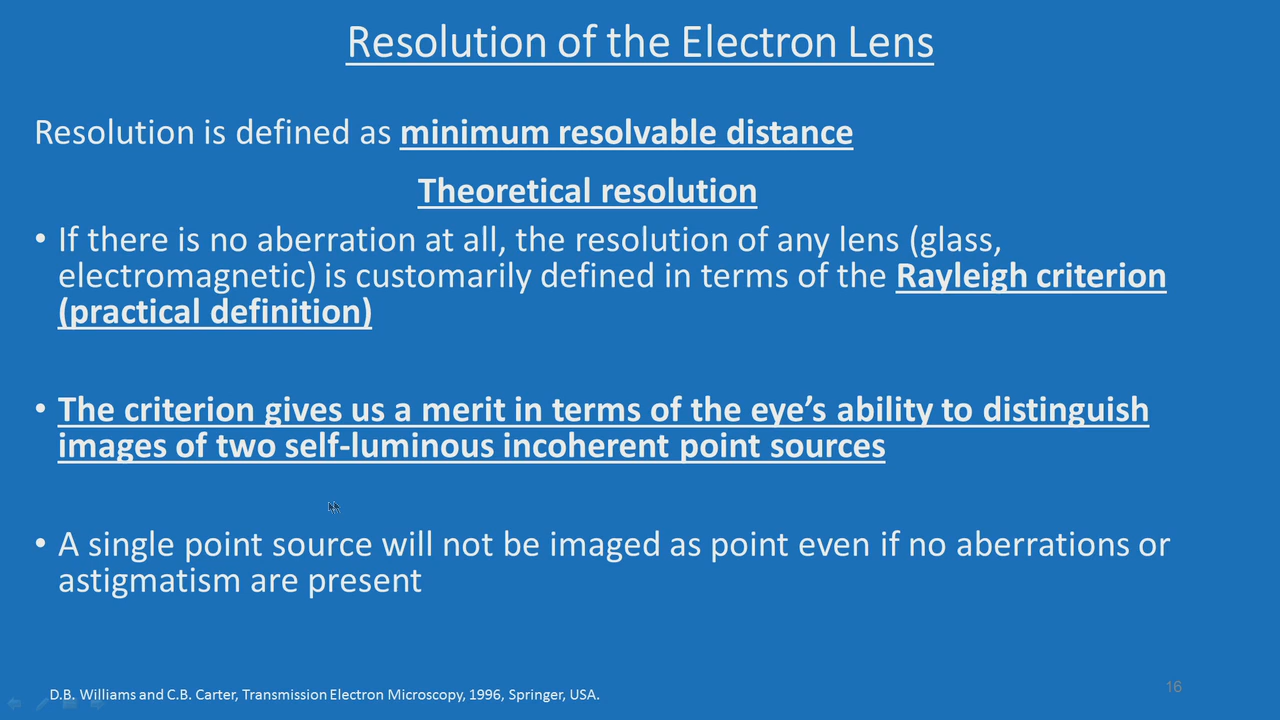 Resolution of the Electron Lens
Resolution is defined as minimum resolvable distance
Theoretical resolution
• If there is no aberration at all, the resolution of any lens (glass,
electromagnetic) is customarily defined in terms of the Rayleigh criterion
(practical definition)
• The criterion gives us a merit in terms of the eye’s ability to distinguish
images of two self-luminous incoherent point sources
• A single point source will not be imaged as point even if no aberrations or
astigmatism are present
D.B. Williams and C.B. Carter, Transmission Electron Microscopy, 1996, Springer, USA.
16